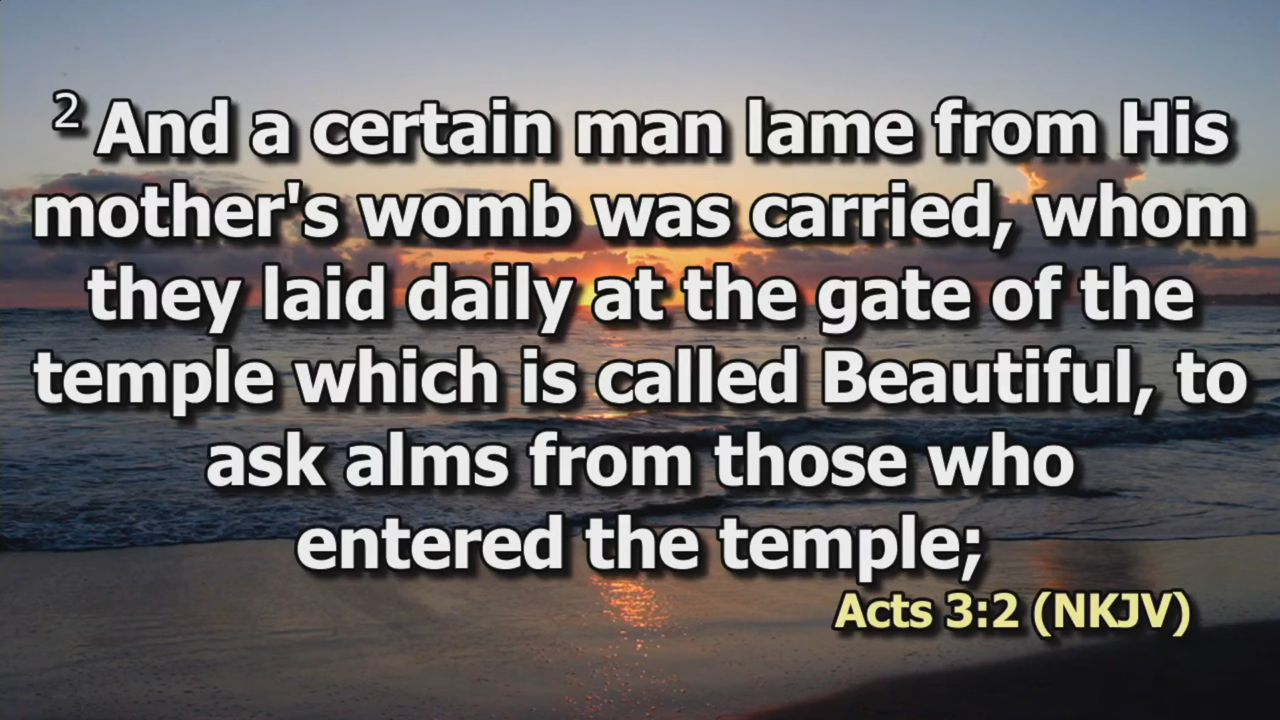 2 And a certain man lame from His
mother's womb was carried, whom
they laid daily at the gate of the
temple which is called Beautiful, to
ask alms from those who
entered the temple;
Acts 3:2 (NKJV)